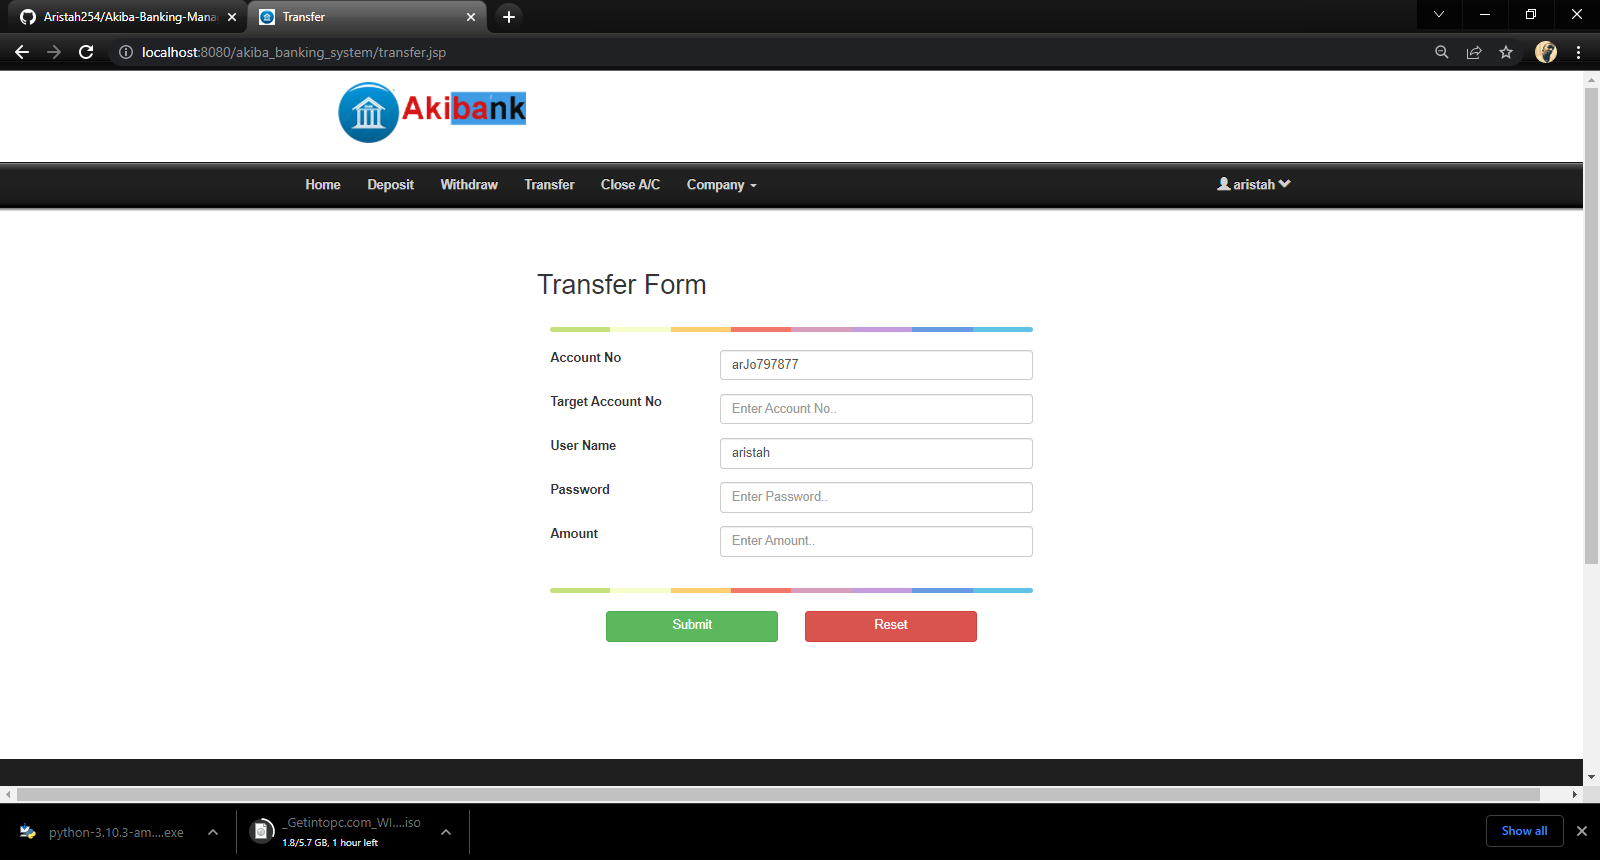 Aristah254/Akiba-Banking-Mana
Transfer
localhost:8080/akiba_banking_system/transfer.jsp
Akibank
Home Deposit Withdraw Transfer Close A/C Company aristah
Transfer Form
Account No arJo797877
Target Account No Enter Account No..
User Name aristah
Password Enter Password..
Amount Enter Amount..
Submit Reset
python-3.10.3-am....exe
_Getintopc.com_WI....iso
1.8/5.7 GB, 1 hour left
Show all